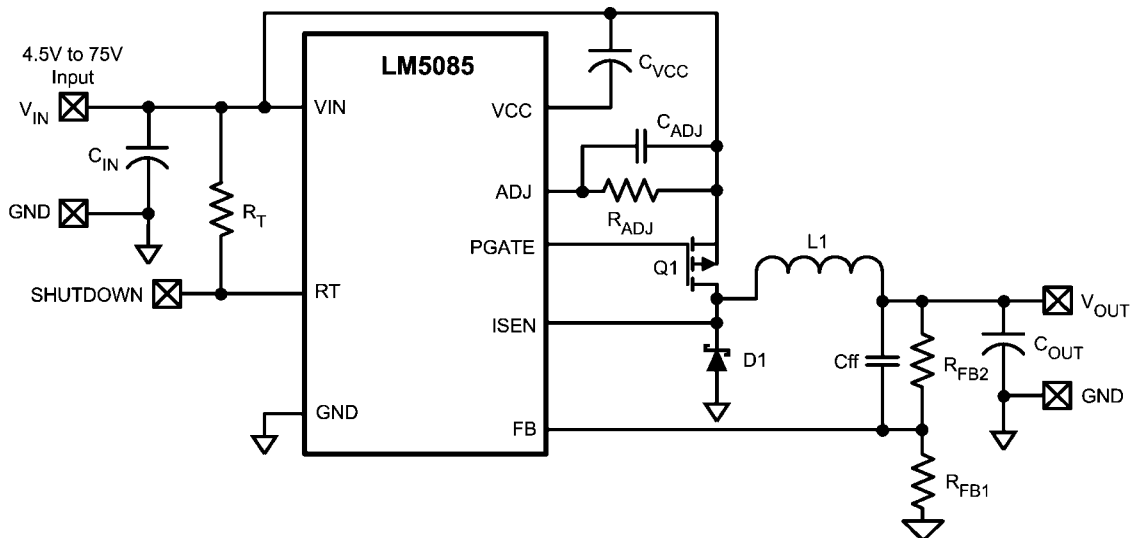 4.5V to 75V
Input
LM5085
C_VCC
V_IN
VIN
VCC
C_ADJ
C_IN
ADJ
GND
R_T
R_ADJ
PGATE
L1
Q1
SHUTDOWN
RT
V_OUT
ISEN
C_OUT
D1
Cff
R_FB2
GND
GND
FB
R_FB1